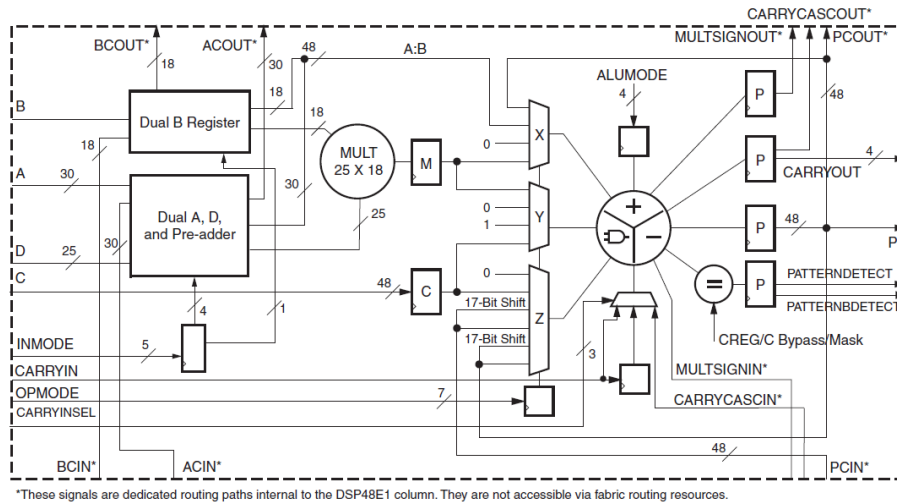 CARRYCASCOUT*
BCOUT* ACOUT* MULTSIGNOUT* PCOUT*
48 A:B
18 30
ALUMODE
B 18 4 P 48
Dual B Register 18 X
0
18 MULT
25 X 18 M P 4
A 30 CARRYOUT
30 0 Y
Dual A, D,
and Pre-adder 25 1 P 48
D 25 30 P
C 48 C 0 = P PATTERNDETECT
4 1 17-Bit Shift Z PATTERNBDETECT
17-Bit Shift CREG/C Bypass/Mask
INMODE 5 3
CARRYIN MULTSIGNIN*
OPMODE 7
CARRYINSEL CARRYCASCIN*
48
BCIN* ACIN* PCIN*
*These signals are dedicated routing paths internal to the DSP48E1 column. They are not accessible via fabric routing resources.